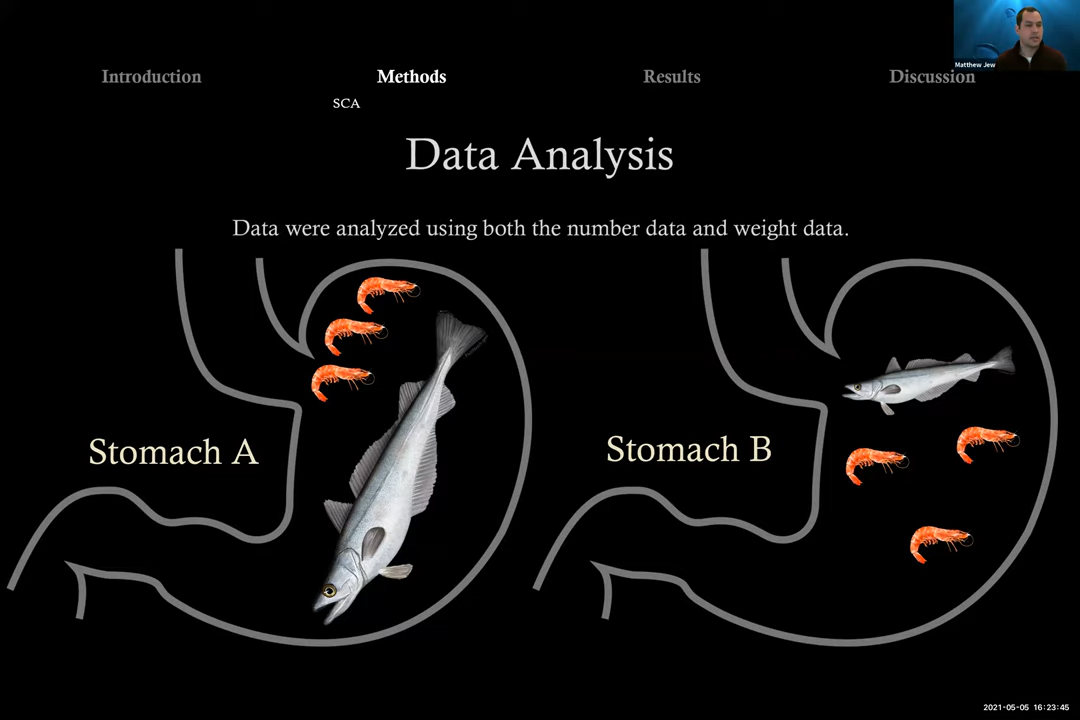 Matthew Jew
Introduction
Methods
Results
Discussion
SCA
Data Analysis
Data were analyzed using both the number data and weight data.
Stomach A
Stomach B
2021-05-05 16:23:45